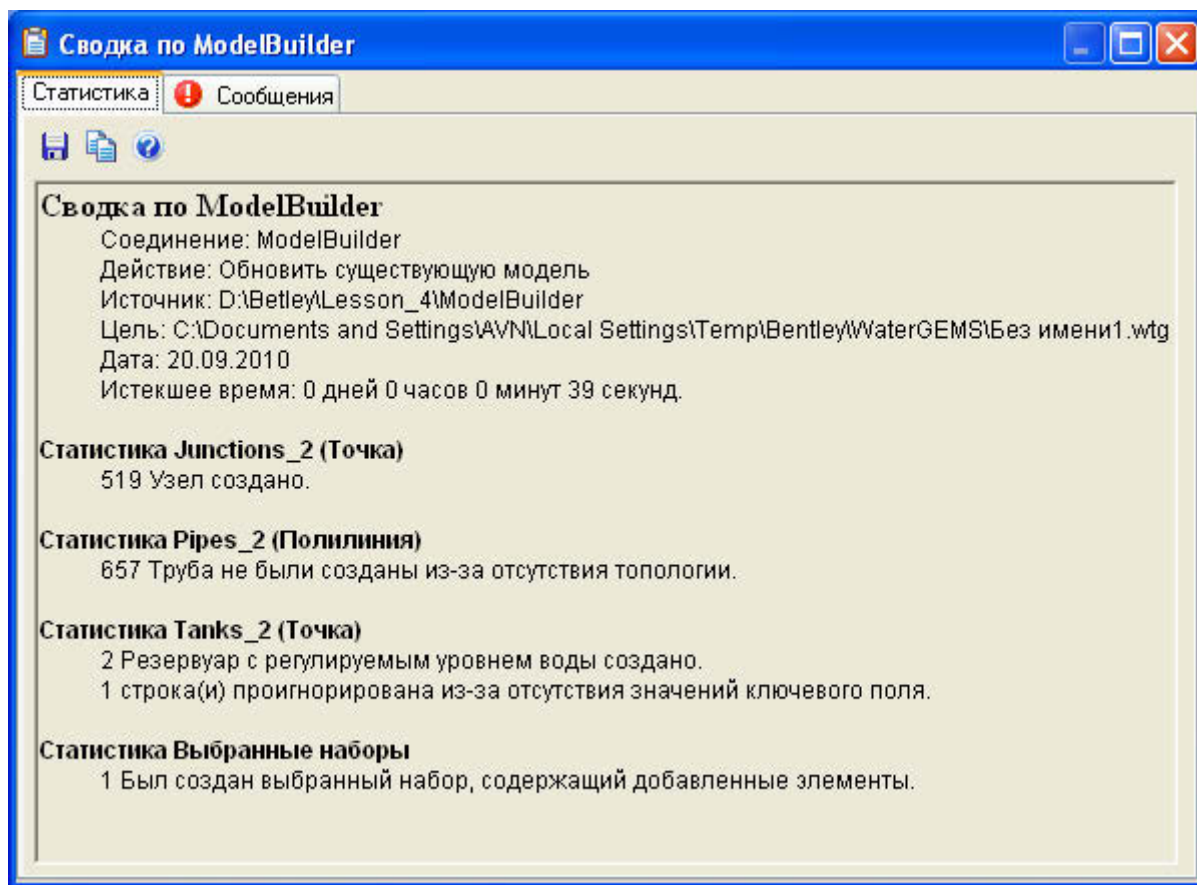 Сводка по ModelBuilder
Статистика
Сообщения
Сводка по ModelBuilder
Соединение: ModelBuilder
Действие: Обновить существующую модель
Источник: D:\Betley\Lesson_4\ModelBuilder
Цель: C:\Documents and Settings\AVN\Local Settings\Temp\Bentley\WaterGEMS\Без имени1.wtg
Дата: 20.09.2010
Истекшее время: 0 дней 0 часов 0 минут 39 секунд.
Статистика Junctions_2 (Точка)
519 Узел создано.
Статистика Pipes_2 (Полилиния)
657 Труба не были созданы из-за отсутствия топологии.
Статистика Tanks_2 (Точка)
2 Резервуар с регулируемым уровнем воды создано.
1 строка(и) проигнорирована из-за отсутствия значений ключевого поля.
Статистика Выбранные наборы
1 Был создан выбранный набор, содержащий добавленные элементы.